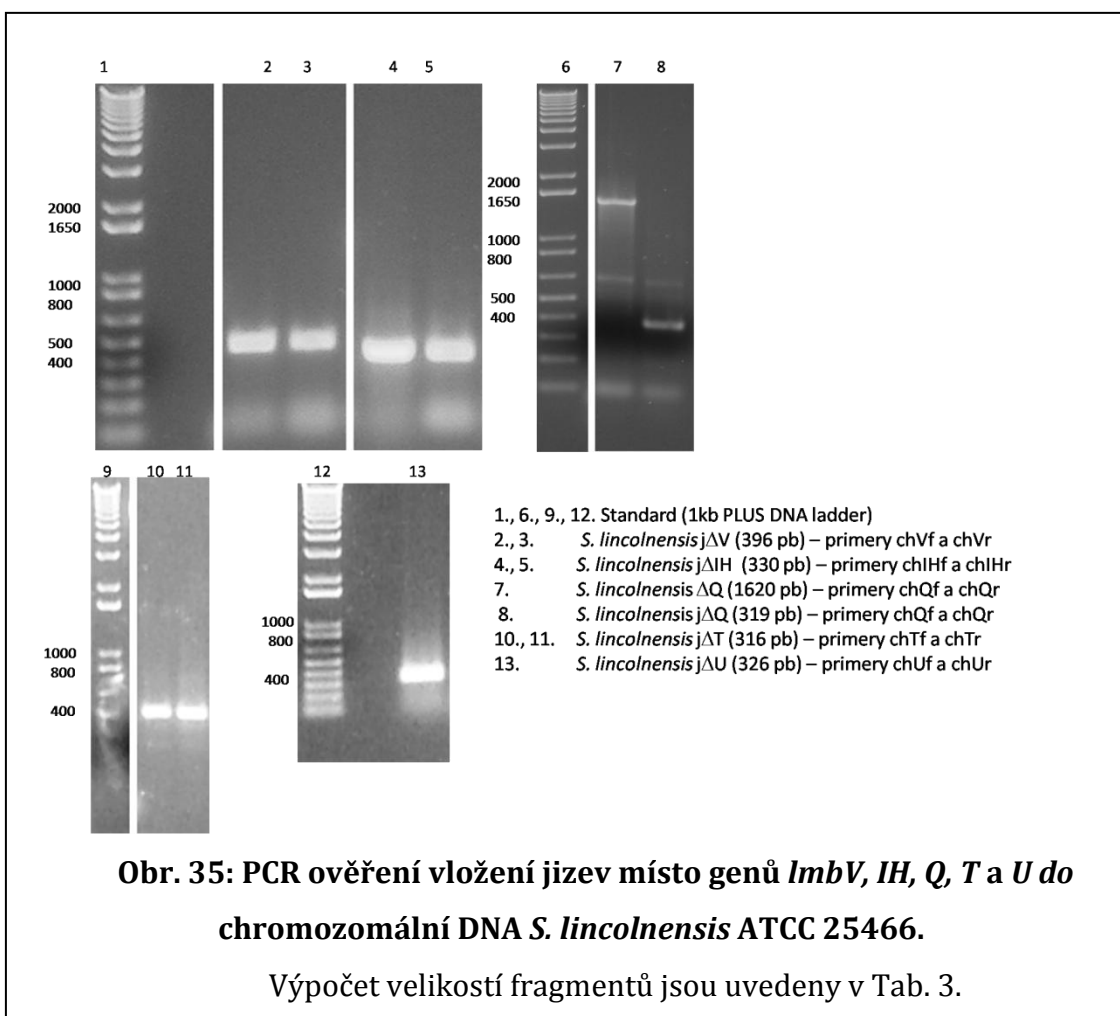 1 2 3 4 5 6 7 8
2000
1650
1000
800
500
400
2000
1650
1000
800
500
400
9 10 11 12 13
1000
800
400
1000
800
400
1., 6., 9., 12. Standard (1kb PLUS DNA ladder)
2., 3. S. lincolnensis jΔV (396 pb) – primery chVf a chVr
4., 5. S. lincolnensis jΔIH (330 pb) – primery chIHf a chIHr
7. S. lincolnensis ΔQ (1620 pb) – primery chQf a chQr
8. S. lincolnensis jΔQ (319 pb) – primery chQf a chQr
10., 11. S. lincolnensis jΔT (316 pb) – primery chTf a chTr
13. S. lincolnensis jΔU (326 pb) – primery chUf a chUr
Obr. 35: PCR ověření vložení jizev místo genů lmbV, IH, Q, T a U do
chromozomální DNA S. lincolnensis ATCC 25466.
Výpočet velikostí fragmentů jsou uvedeny v Tab. 3.